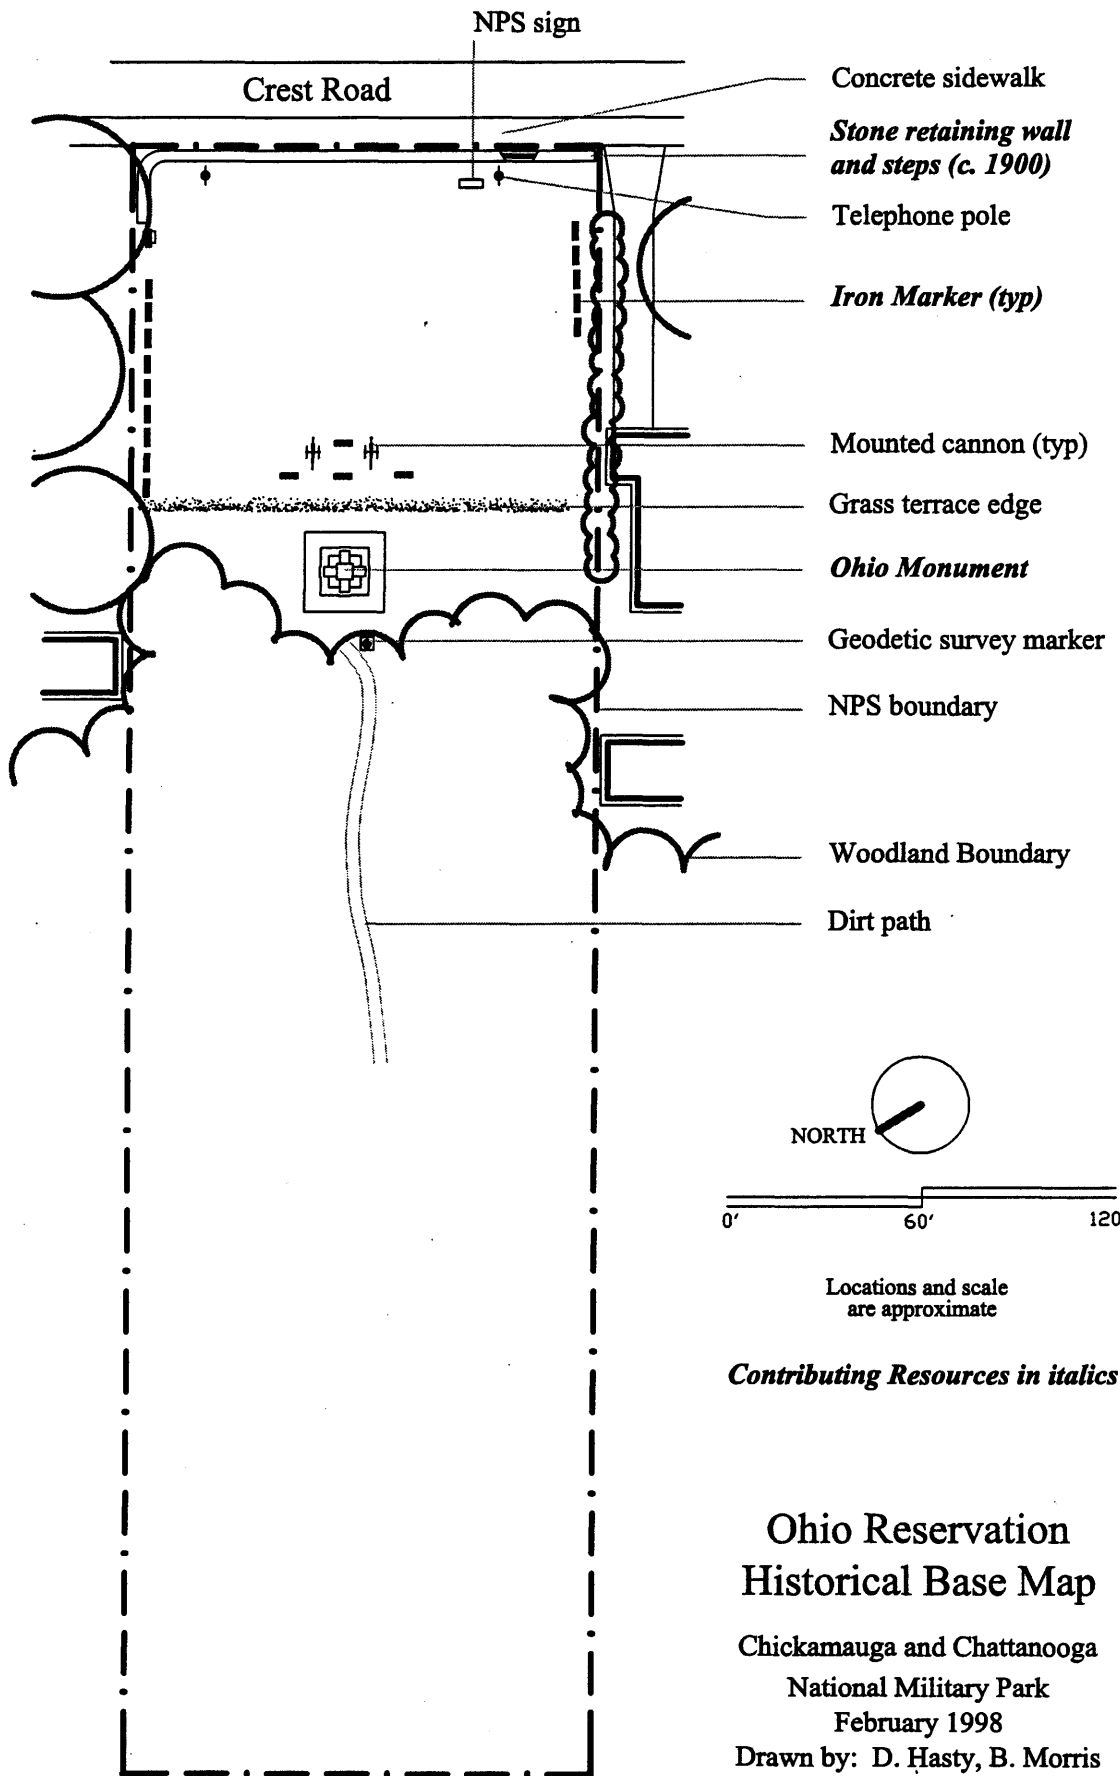 NPS sign
Crest Road
Concrete sidewalk
Stone retaining wall
and steps (c. 1900)
Telephone pole
Iron Marker (typ)
Mounted cannon (typ)
Grass terrace edge
Ohio Monument
Geodetic survey marker
NPS boundary
Woodland Boundary
Dirt path
NORTH
0' 60' 120
Locations and scale
are approximate
Contributing Resources in italics
Ohio Reservation
Historical Base Map
Chickamauga and Chattanooga
National Military Park
February 1998
Drawn by: D. Hasty, B. Morris